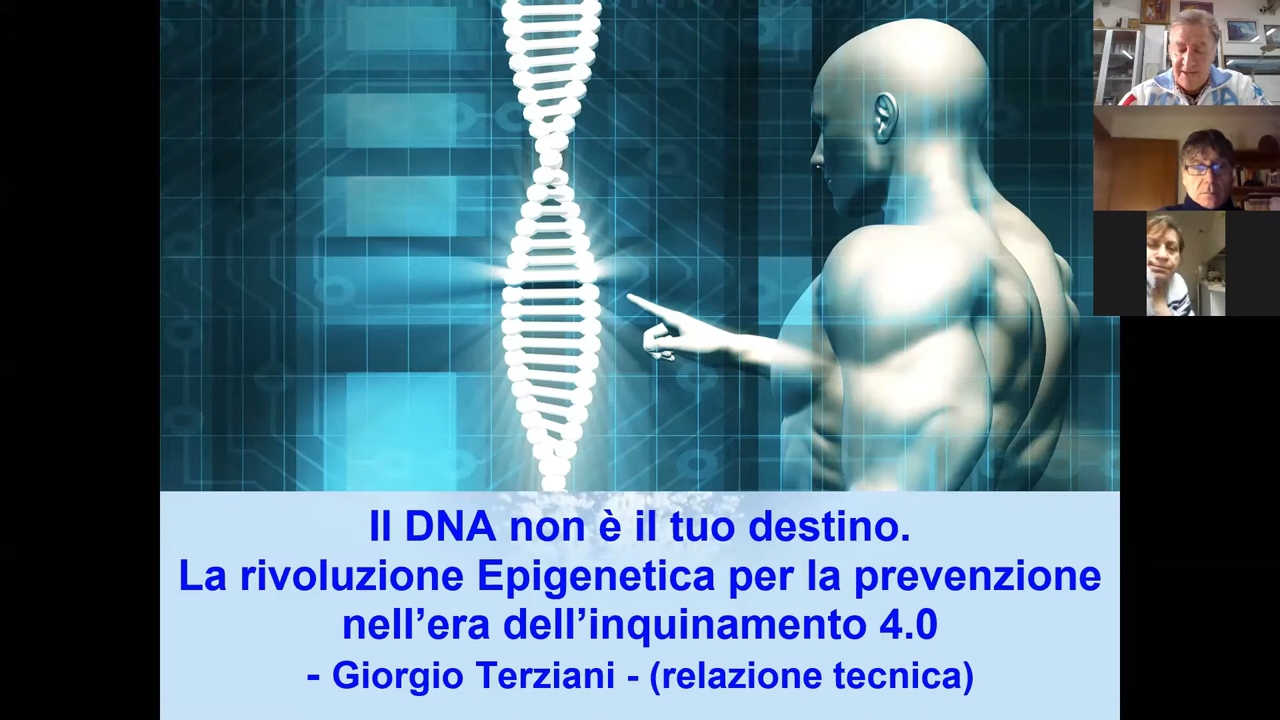 Il DNA non è il tuo destino.
La rivoluzione Epigenetica per la prevenzione
nell’era dell’inquinamento 4.0
- Giorgio Terziani - (relazione tecnica)